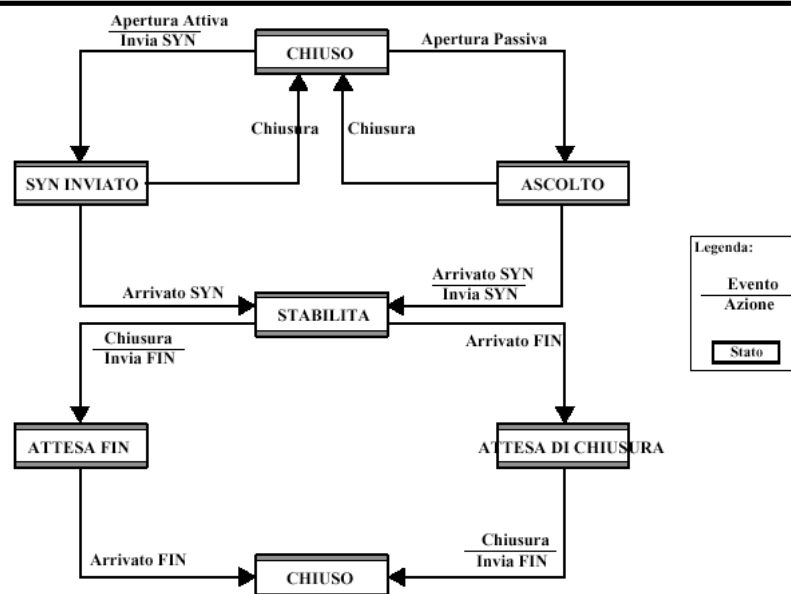 Apertura Attiva
Invia SYN
CHIUSO
Apertura Passiva
Chiusura
Chiusura
SYN INVIATO
ASCOLTO
Legenda:
Evento
Azione
Stato
Arrivato SYN
Arrivato SYN
Invia SYN
STABILITA
Chiusura
Invia FIN
Arrivato FIN
ATTESA FIN
ATTESA DI CHIUSURA
Arrivato FIN
CHIUSO
Chiusura
Invia FIN